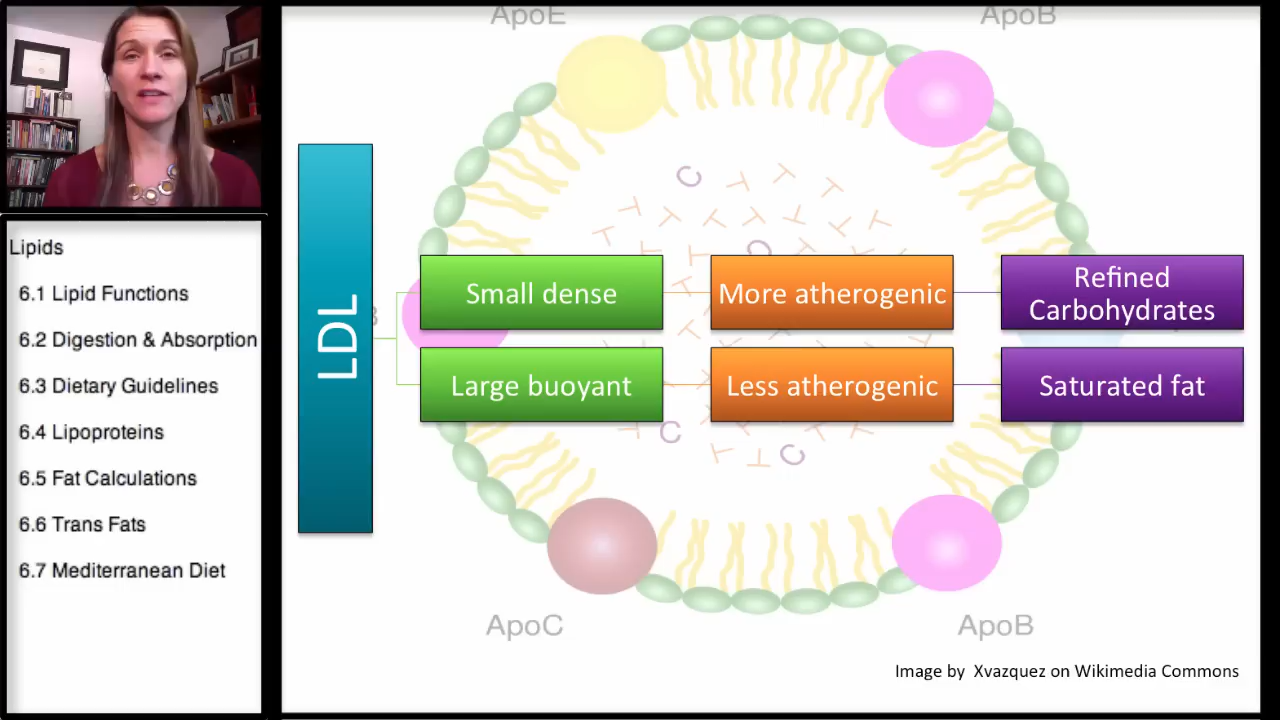 Lipids
6.1 Lipid Functions
6.2 Digestion & Absorption
6.3 Dietary Guidelines
6.4 Lipoproteins
6.5 Fat Calculations
6.6 Trans Fats
6.7 Mediterranean Diet
ApoE
ApoB
LDL
Small dense
More atherogenic
Refined
Carbohydrates
Large buoyant
Less atherogenic
Saturated fat
ApoC
ApoB
Image by Xvazquez on Wikimedia Commons